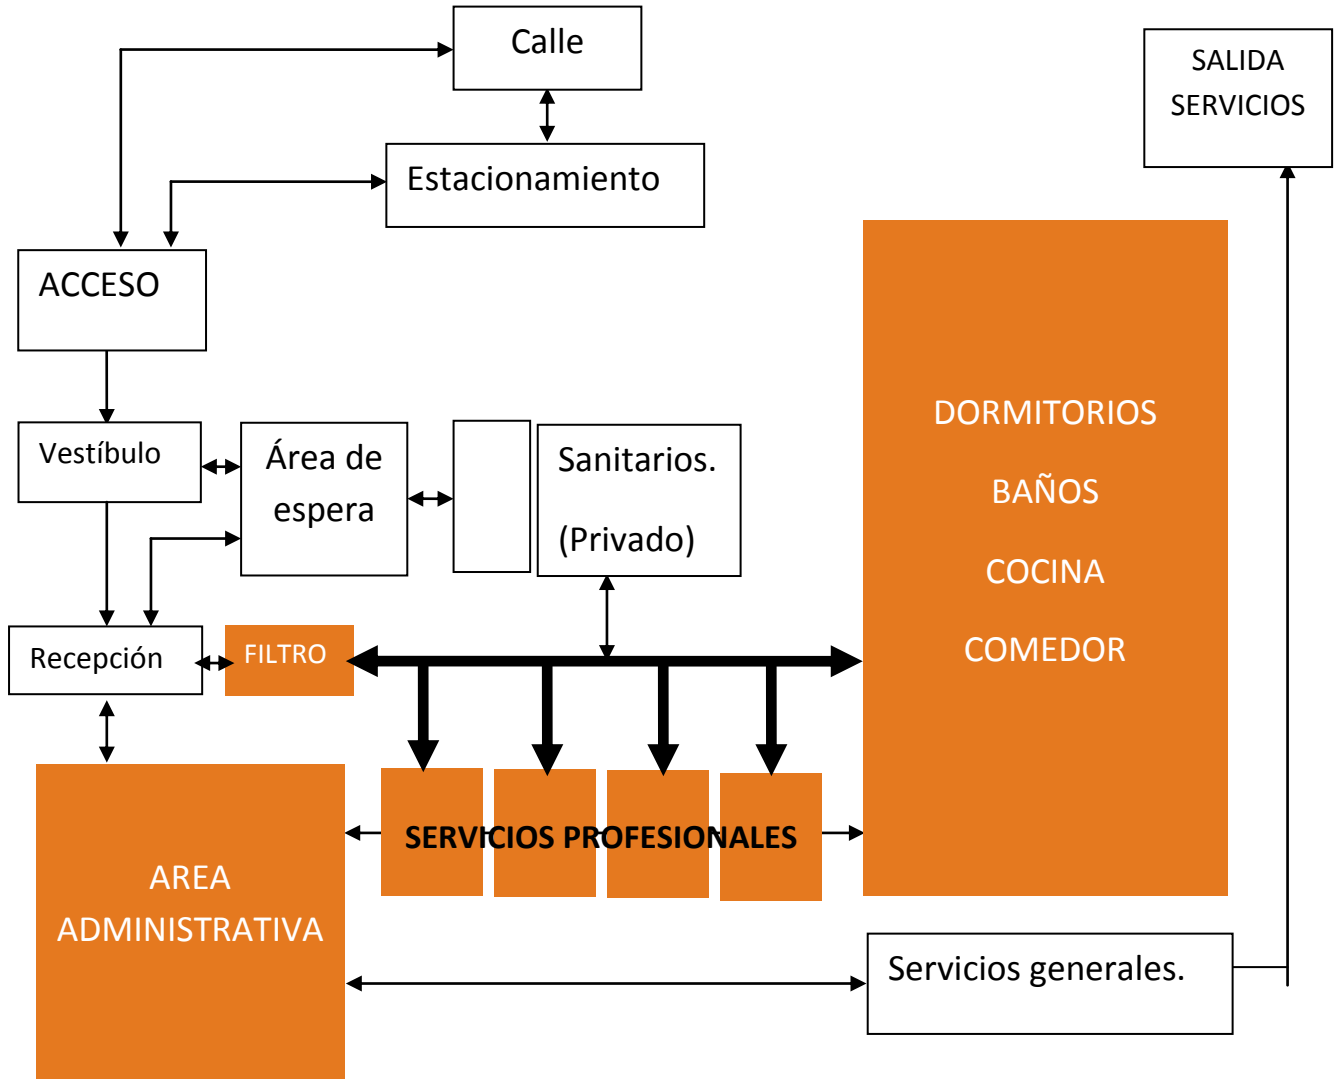 Calle
SALIDA
SERVICIOS
Estacionamiento
ACCESO
Vestíbulo
Área de
espera
Sanitarios.
(Privado)
DORMITORIOS
BAÑOS
COCINA
COMEDOR
Recepción
FILTRO
SERVICIOS PROFESIONALES
AREA
ADMINISTRATIVA
Servicios generales.